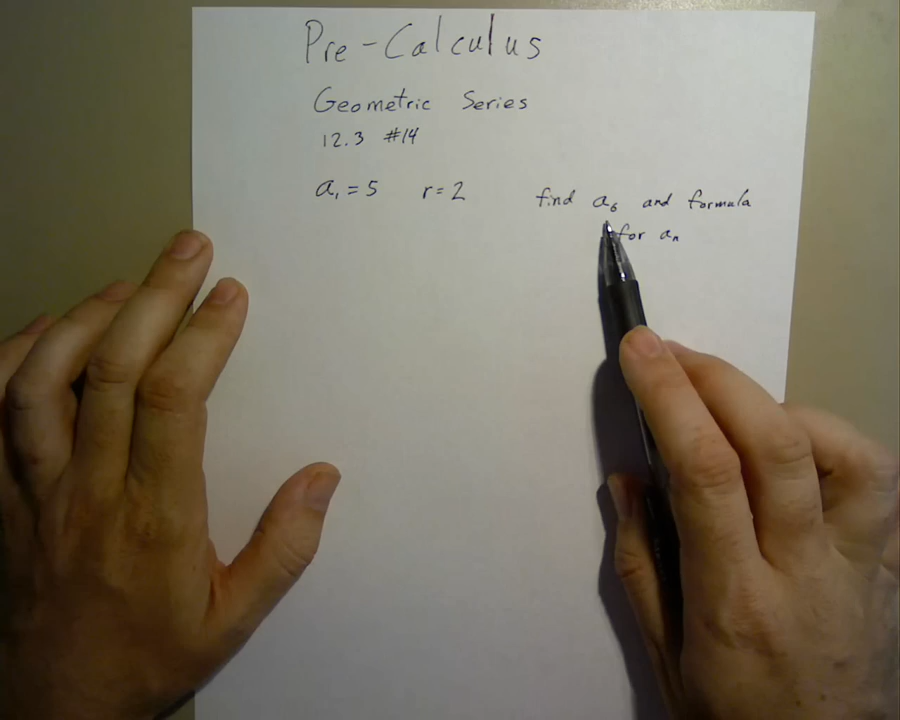 Pre-Calculus
Geometric Series
12.3 #14
a₁ = 5 r = 2 find a₆ and formula
for aₙ